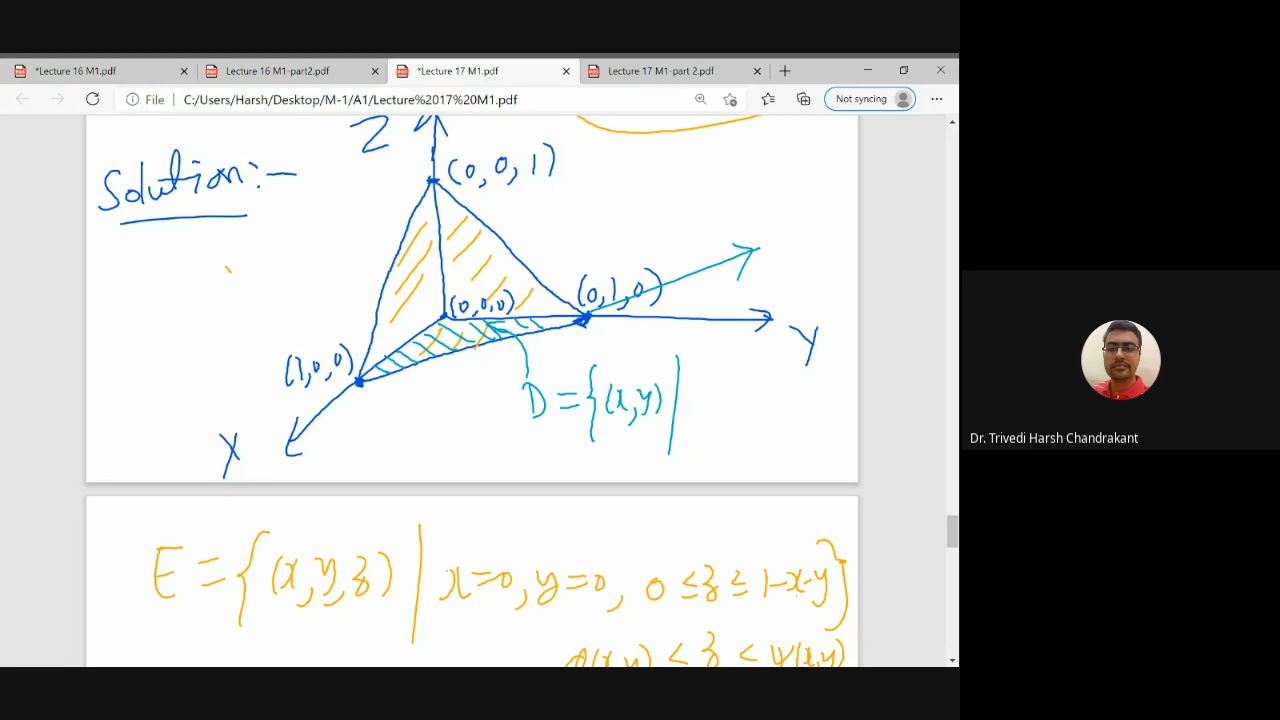 *Lecture 16 M1.pdf
Lecture 16 M1-part2.pdf
*Lecture 17 M1.pdf
Lecture 17 M1-part 2.pdf
File | C:/Users/Harsh/Desktop/M-1/A1/Lecture%2017%20M1.pdf
Not syncing
Z
Solution:-
(0,0,1)
(0,0,0)
(0,1,0)
(1,0,0)
Y
D={(x,y)|
X
E={(x,y,z)| x=0, y=0, 0≤z≤1-x-y}
φ(x,y) < z < ψ(x,y)
Dr. Trivedi Harsh Chandrakant